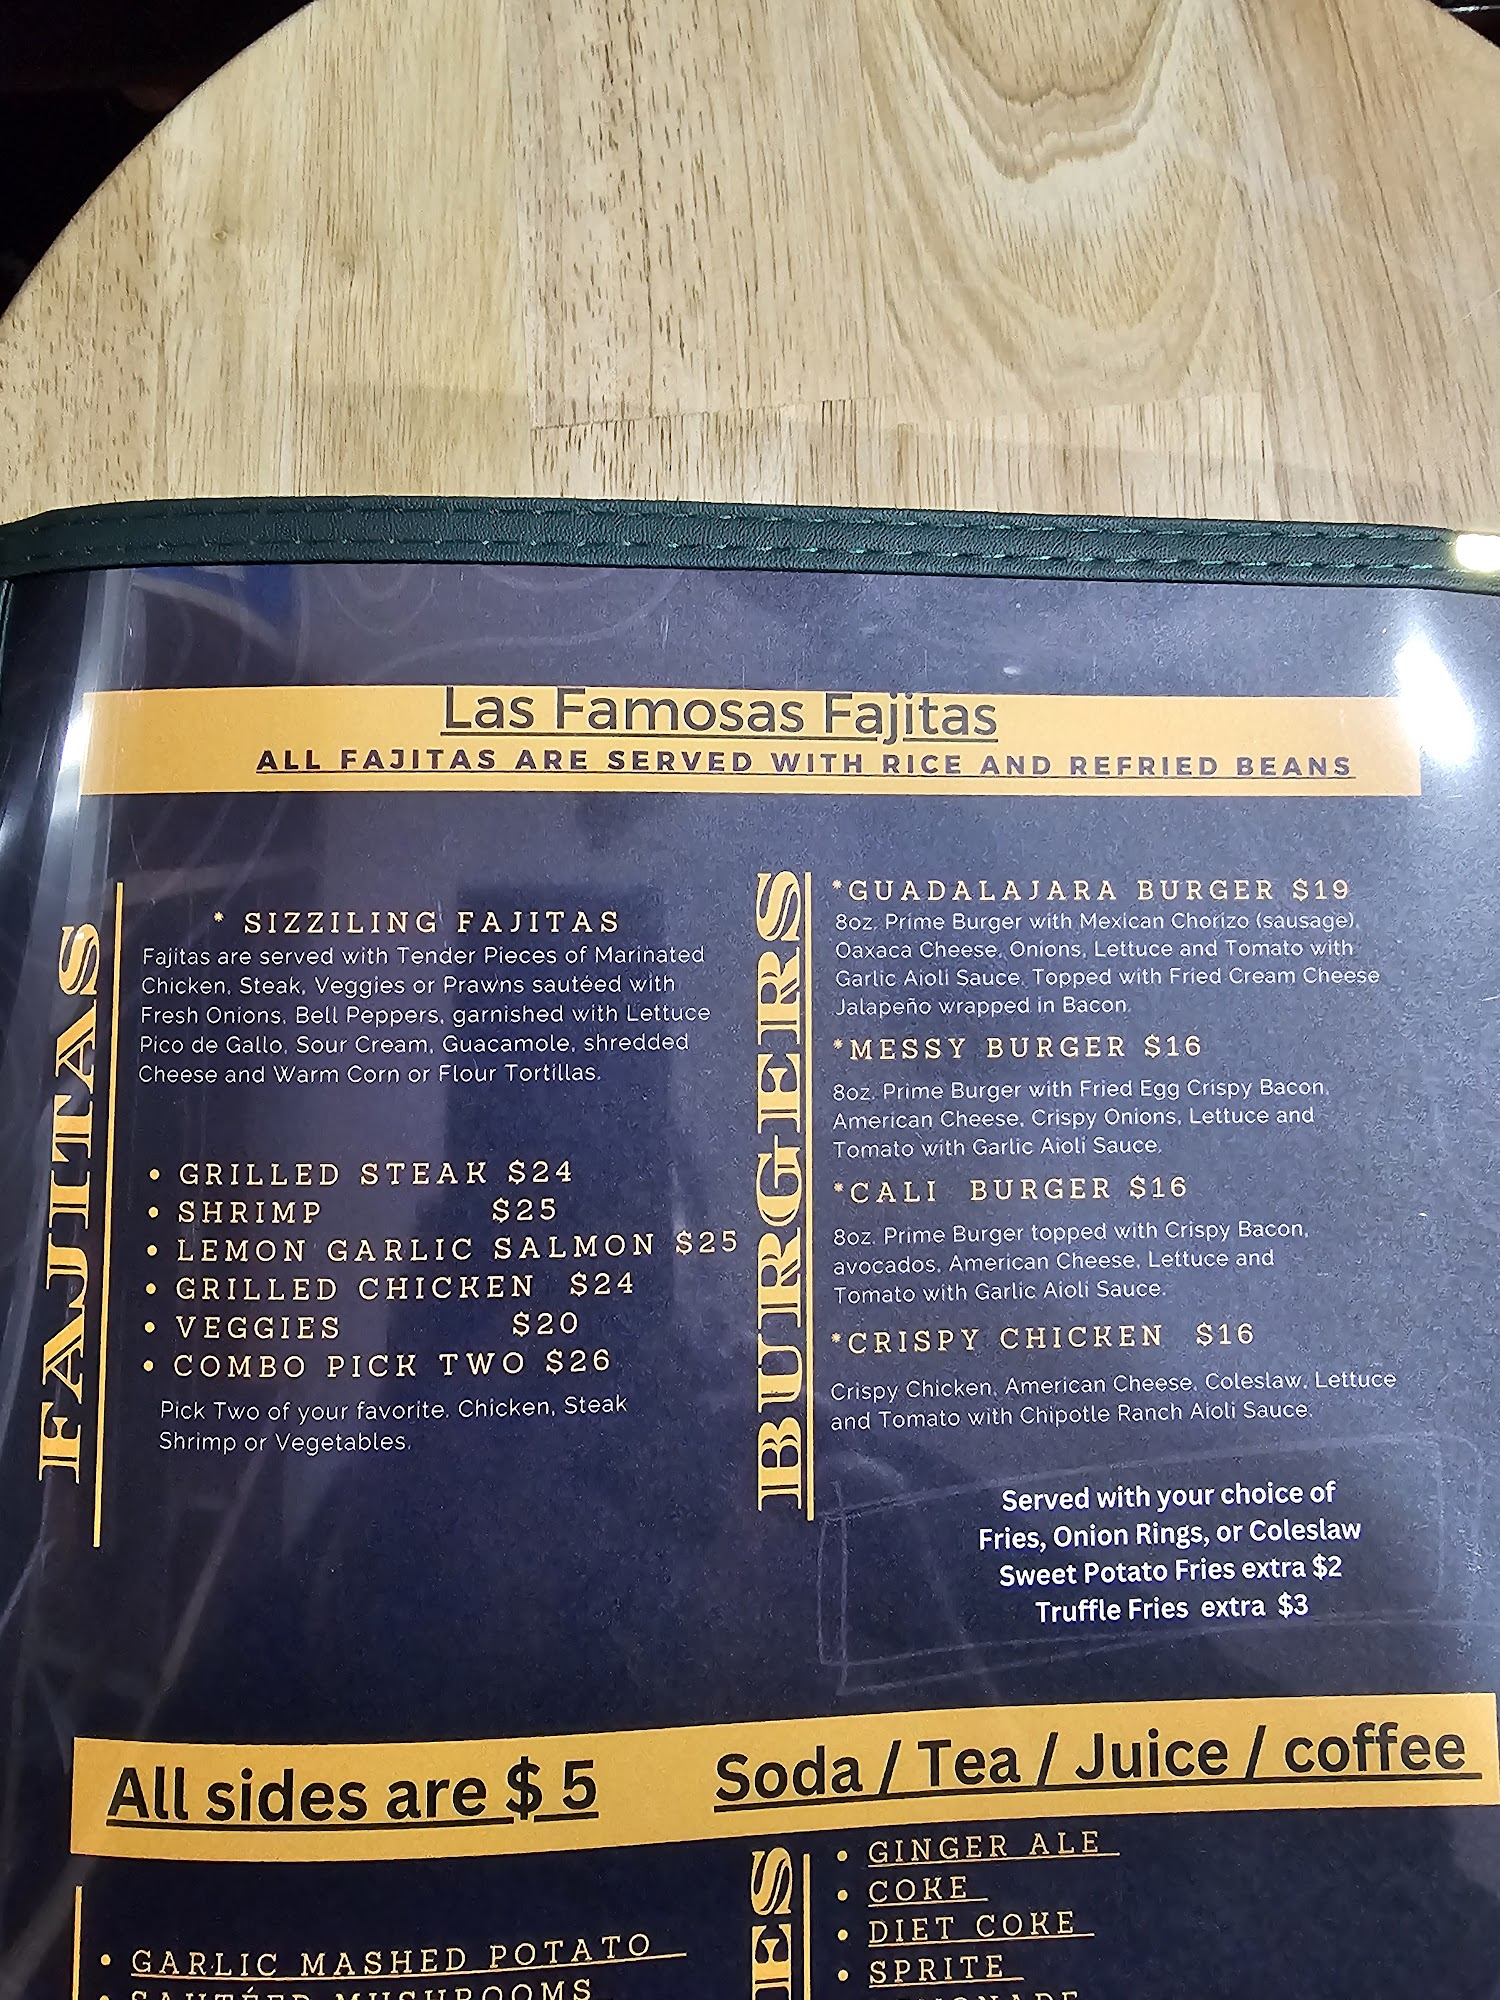 Las Famosas Fajitas
ALL FAJITAS ARE SERVED WITH RICE AND REFRIED BEANS
FAJITAS
* SIZZILING FAJITAS
Fajitas are served with Tender Pieces of Marinated
Chicken, Steak, Veggies or Prawns sautéed with
Fresh Onions, Bell Peppers, garnished with Lettuce
Pico de Gallo, Sour Cream, Guacamole, shredded
Cheese and Warm Corn or Flour Tortillas.
• GRILLED STEAK $24
• SHRIMP $25
• LEMON GARLIC SALMON $25
• GRILLED CHICKEN $24
• VEGGIES $20
• COMBO PICK TWO $26
Pick Two of your favorite. Chicken, Steak
Shrimp or Vegetables.
BURGERS
*GUADALAJARA BURGER $19
8oz. Prime Burger with Mexican Chorizo (sausage),
Oaxaca Cheese, Onions, Lettuce and Tomato with
Garlic Aioli Sauce, Topped with Fried Cream Cheese
Jalapeño wrapped in Bacon.
*MESSY BURGER $16
8oz. Prime Burger with Fried Egg Crispy Bacon,
American Cheese, Crispy Onions, Lettuce and
Tomato with Garlic Aioli Sauce.
*CALI BURGER $16
8oz. Prime Burger topped with Crispy Bacon,
avocados, American Cheese, Lettuce and
Tomato with Garlic Aioli Sauce.
*CRISPY CHICKEN $16
Crispy Chicken, American Cheese, Coleslaw, Lettuce
and Tomato with Chipotle Ranch Aioli Sauce.
Served with your choice of
Fries, Onion Rings, or Coleslaw
Sweet Potato Fries extra $2
Truffle Fries extra $3
All sides are $ 5
• GARLIC MASHED POTATO
SAUTÉED MUSHROOMS
Soda / Tea / Juice / coffee
ES
• GINGER ALE
• COKE
• DIET COKE
• SPRITE